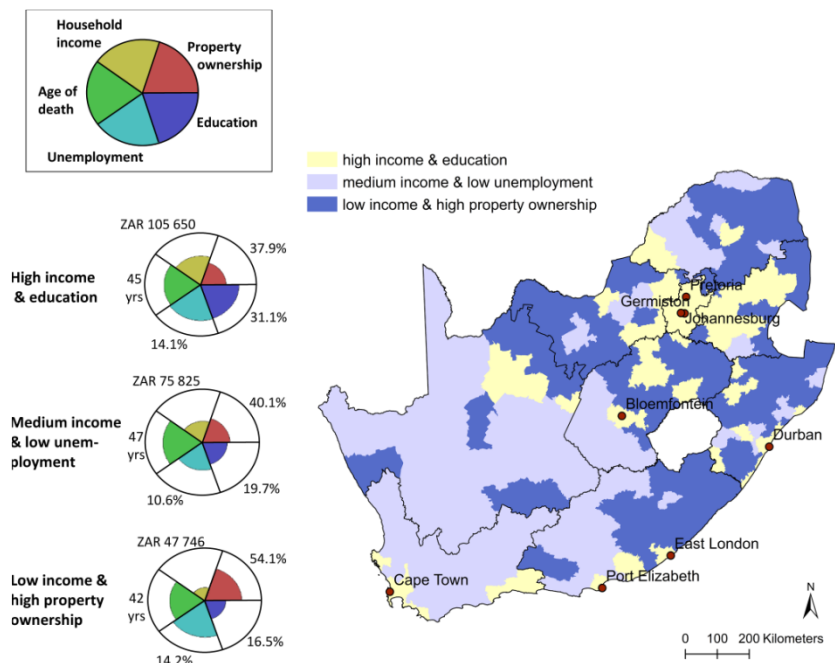 Household
income
Property
ownership
Age of
death
Education
Unemployment
high income & education
medium income & low unemployment
low income & high property ownership
ZAR 105 650
37.9%
High income
& education
45
yrs
31.1%
14.1%
ZAR 75 825
40.1%
Medium income
& low unem-
ployment
47
yrs
19.7%
10.6%
ZAR 47 746
54.1%
Low income &
high property
ownership
42
yrs
16.5%
14.2%
Pretoria
Germiston
Johannesburg
Bloemfontein
Durban
East London
Port Elizabeth
Cape Town
N
0 100 200 Kilometers